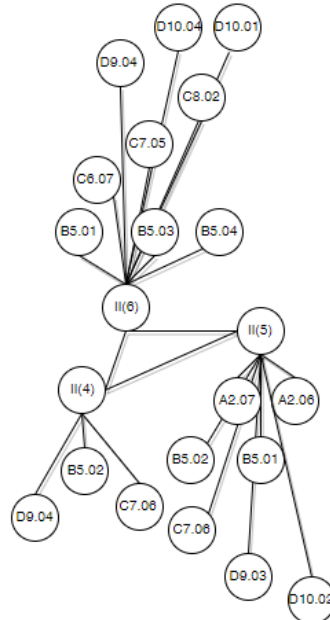 D10.04
D10.01
D9.04
C8.02
C7.05
C6.07
B5.01
B5.03
B5.04
II(6)
II(5)
II(4)
A2.07
A2.06
B5.02
B5.02
B5.01
C7.06
D9.04
C7.06
D9.03
D10.02